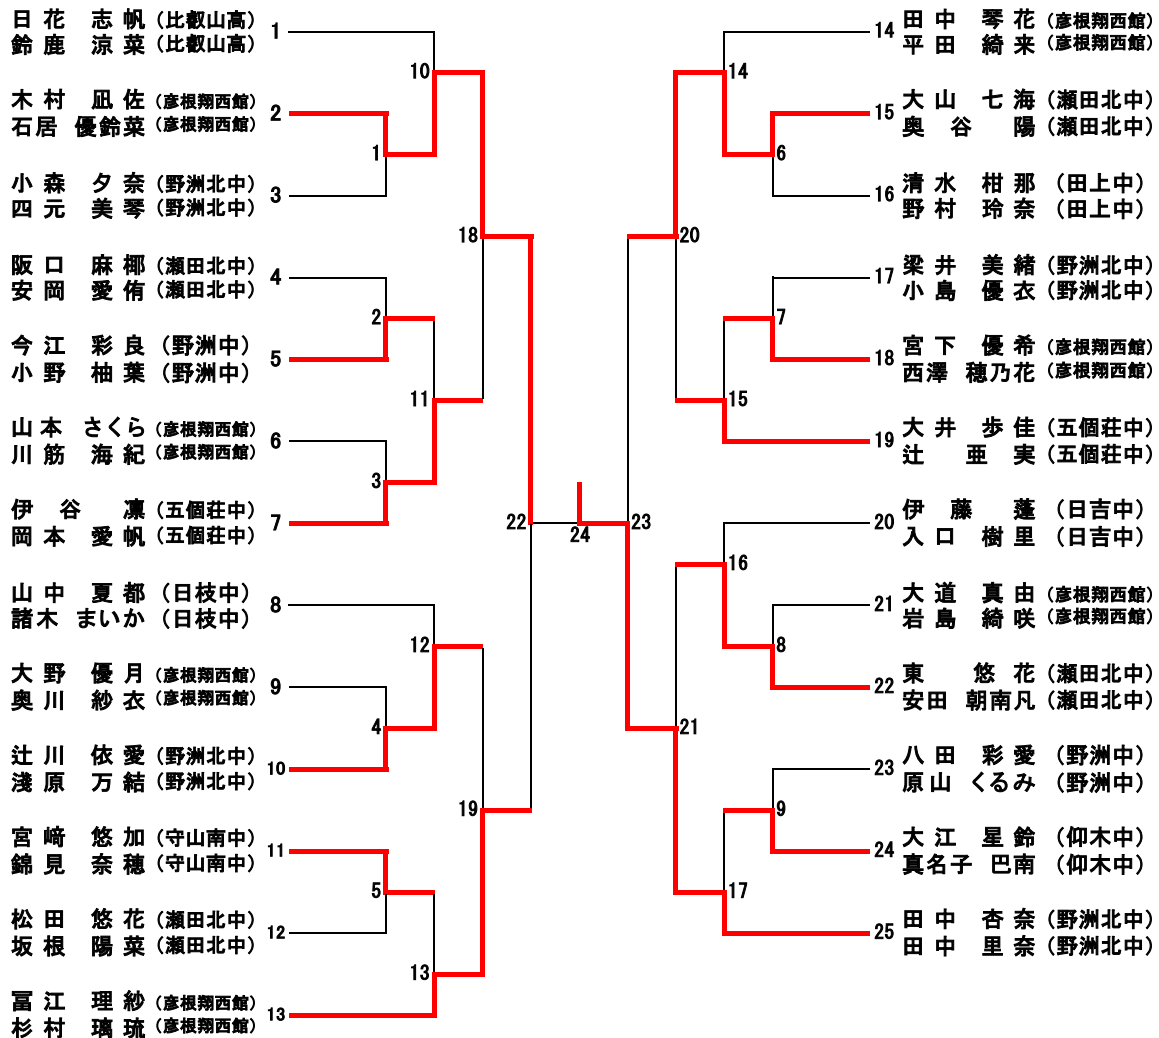 日花 志帆 (比叡山高)
鈴鹿 涼菜 (比叡山高)
1
木村 凪佐 (彦根翔西館)
石居 優鈴菜 (彦根翔西館)
2
小森 夕奈 (野洲北中)
四元 美琴 (野洲北中)
3
阪口 麻椰 (瀬田北中)
安岡 愛侑 (瀬田北中)
4
今江 彩良 (野洲中)
小野 柚葉 (野洲中)
5
山本 さくら (彦根翔西館)
川筋 海紀 (彦根翔西館)
6
伊谷 凛 (五個荘中)
岡本 愛帆 (五個荘中)
7
山中 夏都 (日枝中)
諸木 まいか (日枝中)
8
大野 優月 (彦根翔西館)
奥川 紗衣 (彦根翔西館)
9
辻川 依愛 (野洲北中)
淺原 万結 (野洲北中)
10
宮﨑 悠加 (守山南中)
錦見 奈穂 (守山南中)
11
松田 悠花 (瀬田北中)
坂根 陽菜 (瀬田北中)
12
冨江 理紗 (彦根翔西館)
杉村 璃琉 (彦根翔西館)
13
10
1
18
2
11
3
22
12
4
19
5
13
24
14
6
20
7
15
23
16
8
21
9
17
14
田中 琴花 (彦根翔西館)
平田 綺来 (彦根翔西館)
15
大山 七海 (瀬田北中)
奥谷 陽 (瀬田北中)
16
清水 柑那 (田上中)
野村 玲奈 (田上中)
17
梁井 美緒 (野洲北中)
小島 優衣 (野洲北中)
18
宮下 優希 (彦根翔西館)
西澤 穂乃花 (彦根翔西館)
19
大井 歩佳 (五個荘中)
辻 亜実 (五個荘中)
20
伊藤 蓬 (日吉中)
入口 樹里 (日吉中)
21
大道 真由 (彦根翔西館)
岩島 綺咲 (彦根翔西館)
22
東 悠花 (瀬田北中)
安田 朝南凡 (瀬田北中)
23
八田 彩愛 (野洲中)
原山 くるみ (野洲中)
24
大江 星鈴 (仰木中)
真名子 巴南 (仰木中)
25
田中 杏奈 (野洲北中)
田中 里奈 (野洲北中)